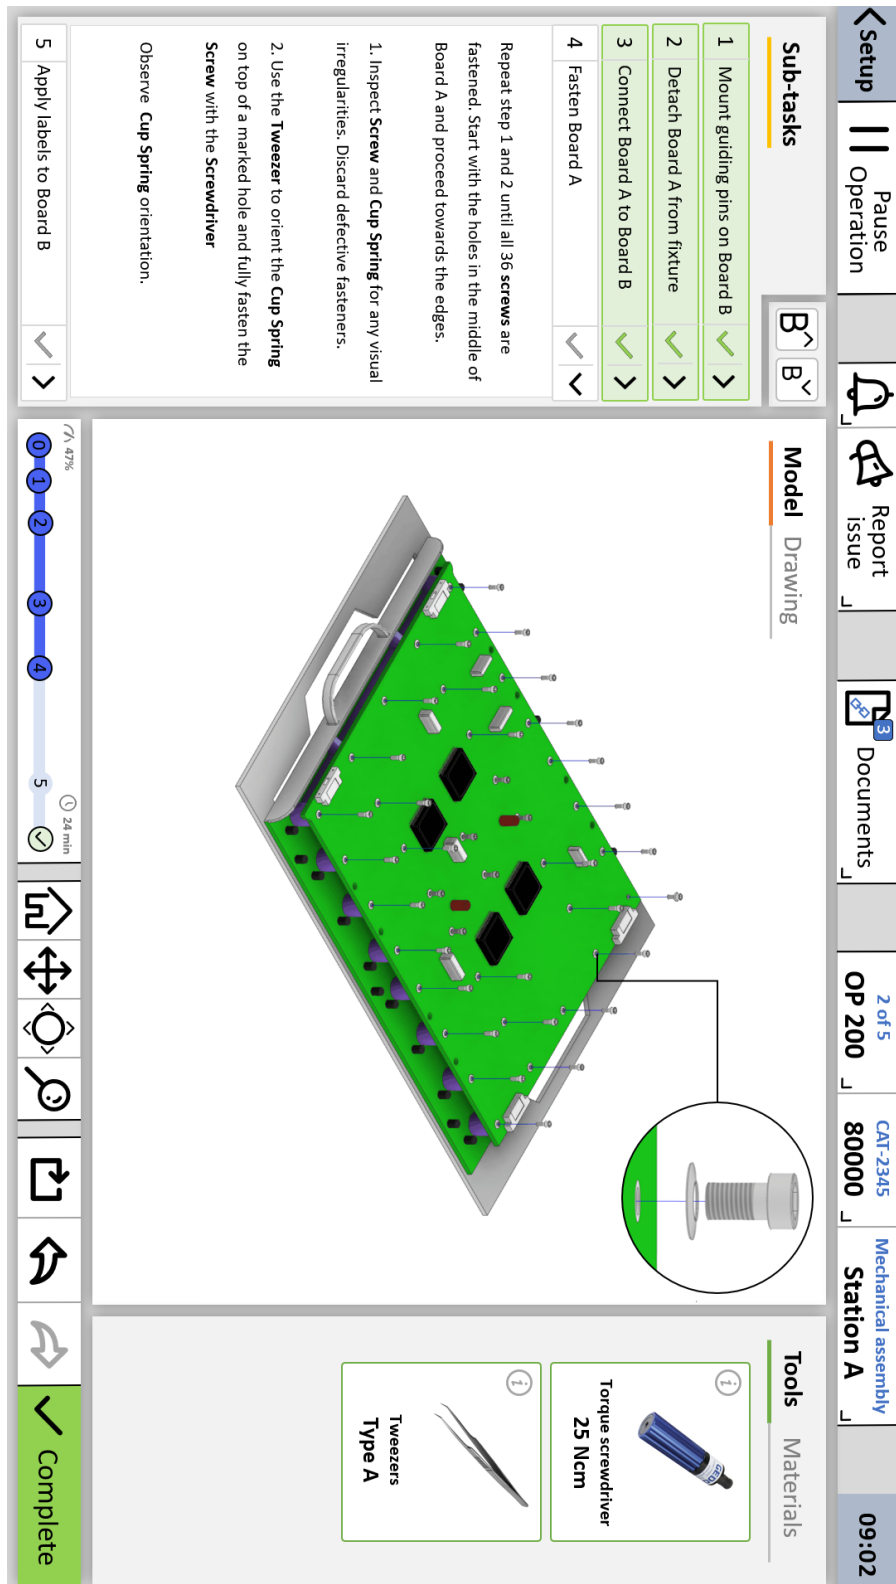 Setup
Pause
Operation
Report
issue
3
Documents
2 of 5
OP 200
CAT-2345
80000
Mechanical assembly
Station A
09:02
Sub-tasks
B
B
1 Mount guiding pins on Board B
2 Detach Board A from fixture
3 Connect Board A to Board B
4 Fasten Board A
Repeat step 1 and 2 until all 36 screws are
fastened. Start with the holes in the middle of
Board A and proceed towards the edges.
1. Inspect Screw and Cup Spring for any visual
irregularities. Discard defective fasteners.
2. Use the Tweezer to orient the Cup Spring
on top of a marked hole and fully fasten the
Screw with the Screwdriver
Observe Cup Spring orientation.
5 Apply labels to Board B
Model Drawing
47%
0 1 2 3 4 5
24 min
Tools Materials
GEDO
Torque screwdriver
25 Ncm
Tweezers
Type A
Complete